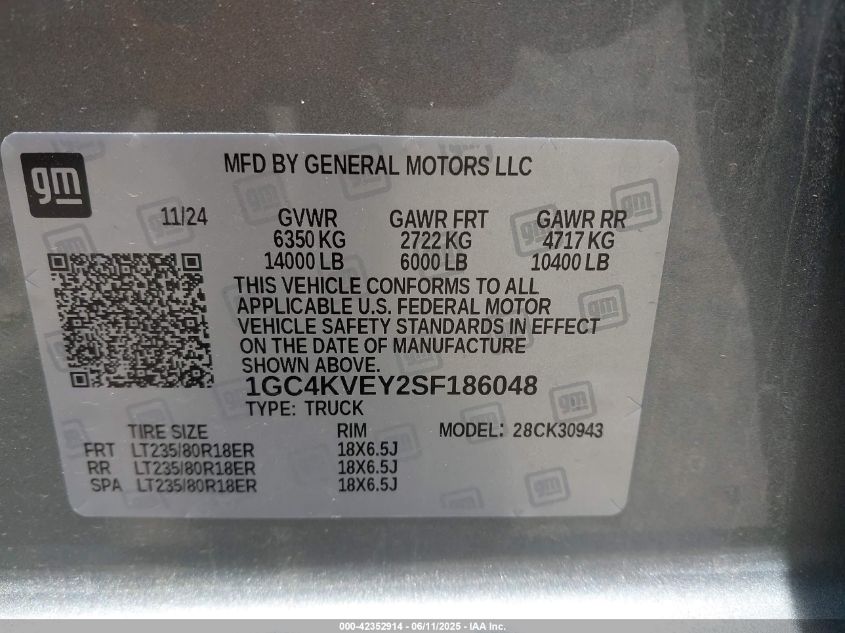 gm
MFD BY GENERAL MOTORS LLC
11/24 GVWR GAWR FRT GAWR RR
6350 KG 2722 KG 4717 KG
14000 LB 6000 LB 10400 LB
THIS VEHICLE CONFORMS TO ALL
APPLICABLE U.S. FEDERAL MOTOR
VEHICLE SAFETY STANDARDS IN EFFECT
ON THE DATE OF MANUFACTURE
SHOWN ABOVE.
1GC4KVEY2SF186048
TYPE: TRUCK
TIRE SIZE RIM MODEL: 28CK30943
FRT LT235/80R18ER 18X6.5J
RR LT235/80R18ER 18X6.5J
SPA LT235/80R18ER 18X6.5J
000-42352914 - 06/11/2025 - IAA Inc.